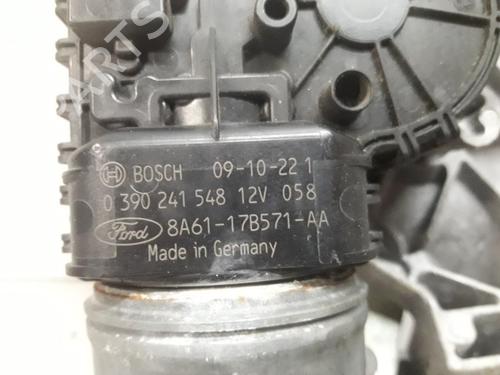 BOSCH 09-10-22 1
0 390 241 548 12V 058
Ford 8A61-17B571-AA
Made in Germany